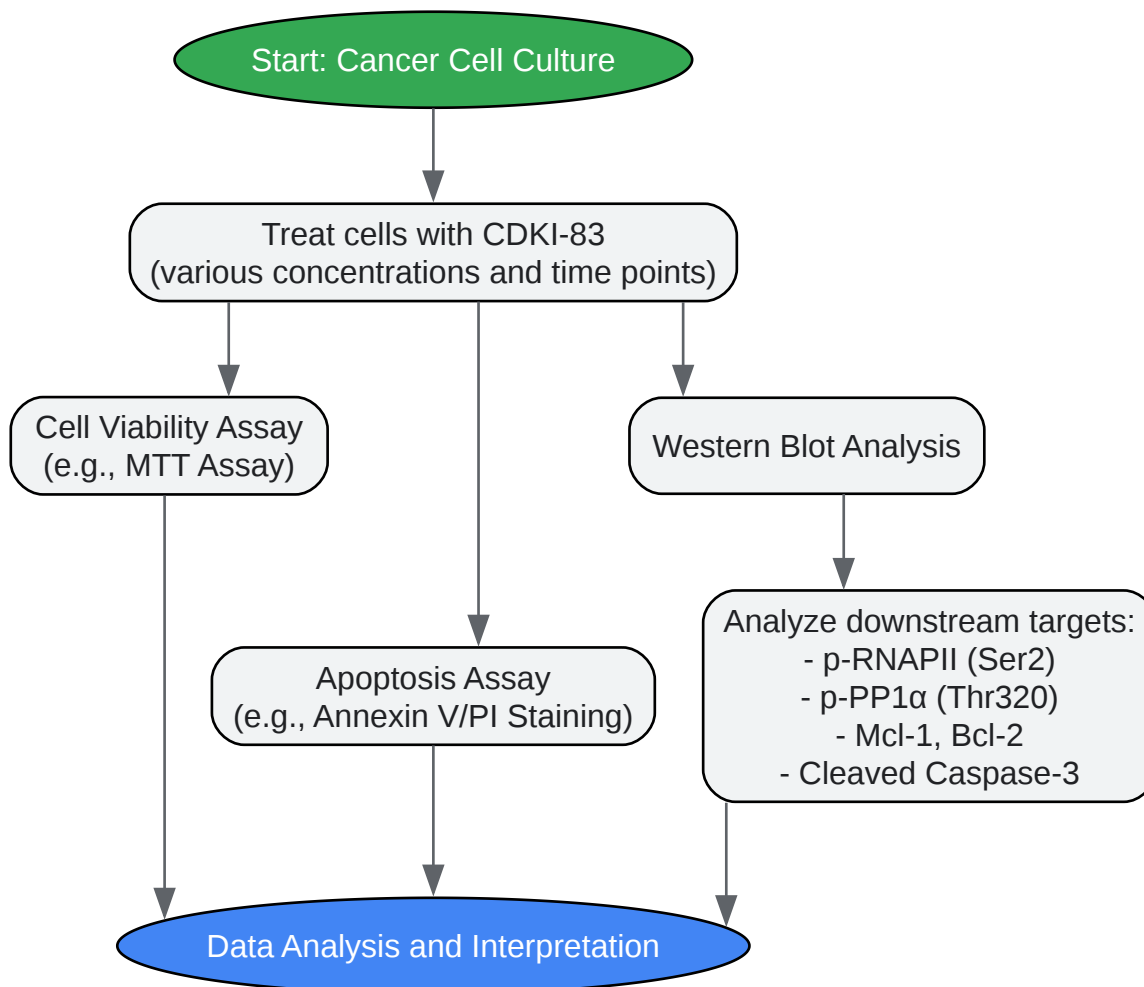 Start: Cancer Cell Culture
Treat cells with CDKI-83
(various concentrations and time points)
Cell Viability Assay
(e.g., MTT Assay)
Western Blot Analysis
Apoptosis Assay
(e.g., Annexin V/PI Staining)
Analyze downstream targets:
- p-RNAPII (Ser2)
- p-PP1α (Thr320)
- Mcl-1, Bcl-2
- Cleaved Caspase-3
Data Analysis and Interpretation